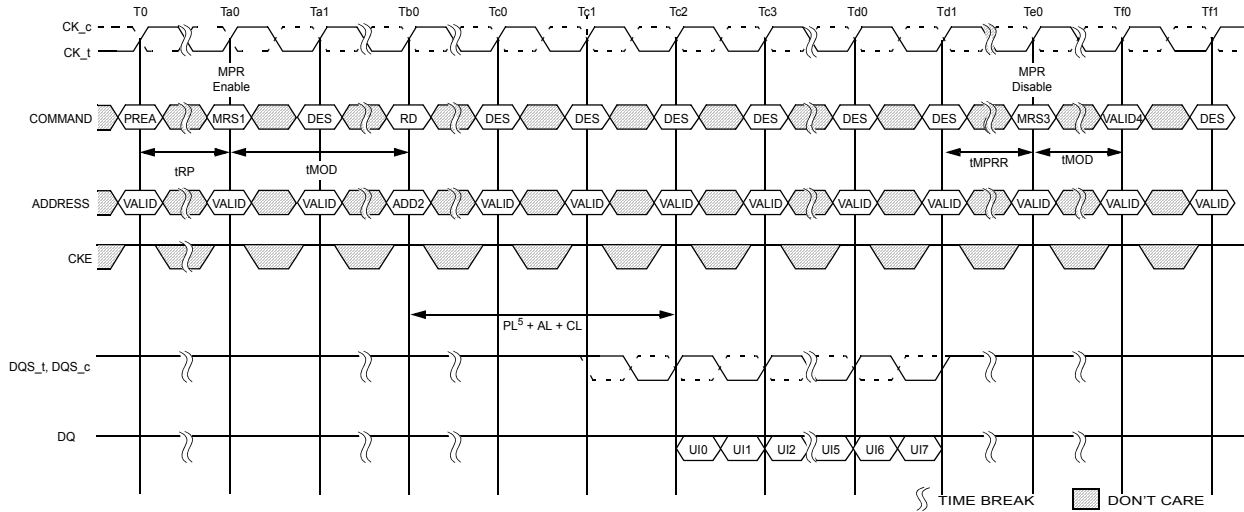 T0 Ta0 Ta1 Tb0 Tc0 Tc1 Tc2 Tc3 Td0 Td1 Te0 Tf0 Tf1
CK_c
CK_t
MPR Enable
MPR Disable
COMMAND PREA MRS1 DES RD DES DES DES DES DES DES MRS3 VALID4 DES
tRP tMOD tMPRR tMOD
ADDRESS VALID VALID VALID ADD2 VALID VALID VALID VALID VALID VALID VALID VALID VALID
CKE
PL5 + AL + CL
DQS_t, DQS_c
DQ UI0 UI1 UI2 UI5 UI6 UI7
TIME BREAK DON'T CARE